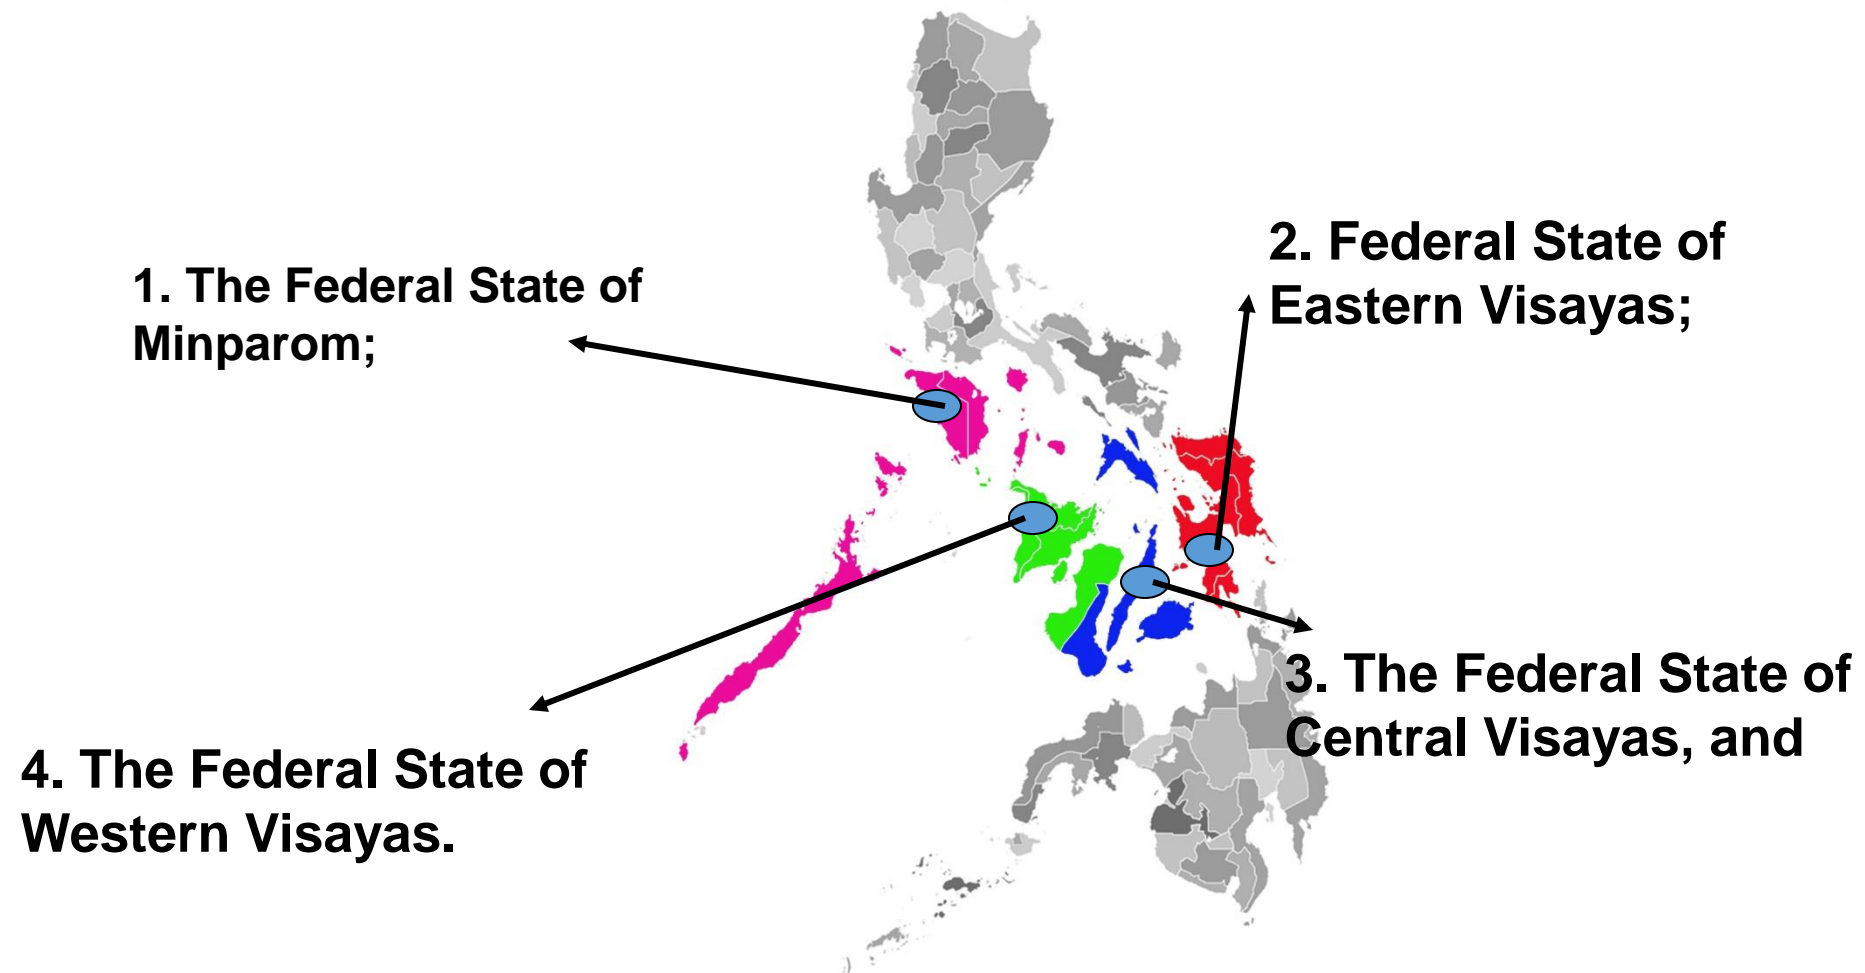 1. The Federal State of
Minparom;
2. Federal State of
Eastern Visayas;
3. The Federal State of
Central Visayas, and
4. The Federal State of
Western Visayas.